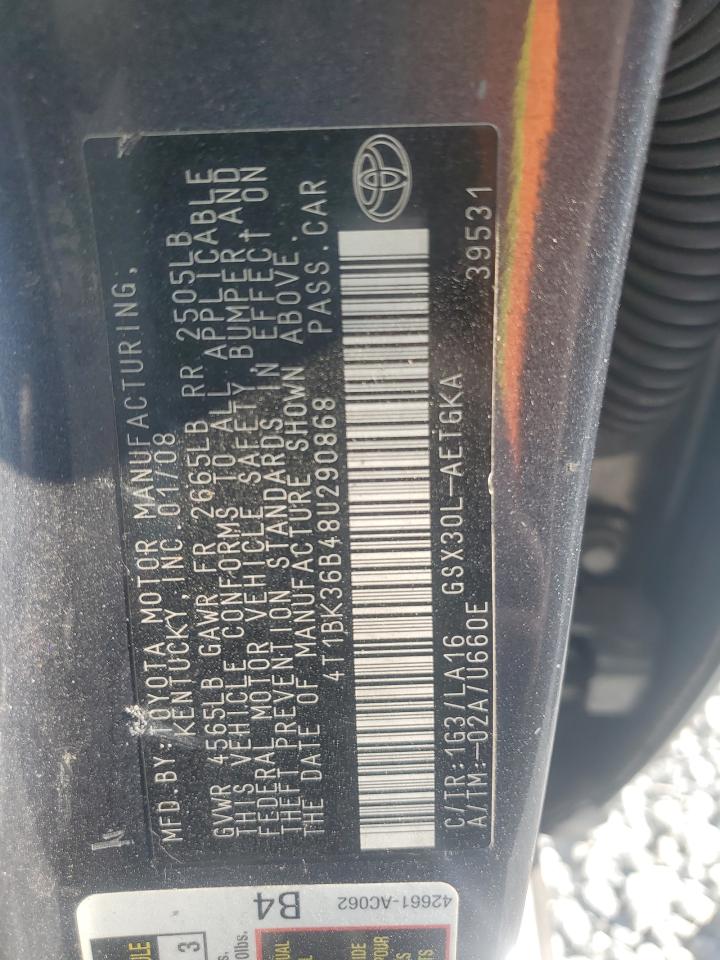 MFD.BY:TOYOTA MOTOR MANUFACTURING,
KENTUCKY, INC. 01/08
GVWR 4565LB GAWR FR 2665LB RR 2505LB
THIS VEHICLE CONFORMS TO ALL APPLICABLE
FEDERAL MOTOR VEHICLE SAFETY, BUMPER, AND
THEFT PREVENTION STANDARDS IN EFFECT ON
THE DATE OF MANUFACTURE SHOWN ABOVE.
4T1BK36B48U290868 PASS.CAR
C/TR:1G3/LA16 GSX30L-AETGKA 39531
A/TM:-02A/U660E
42661-AC062
B4
3